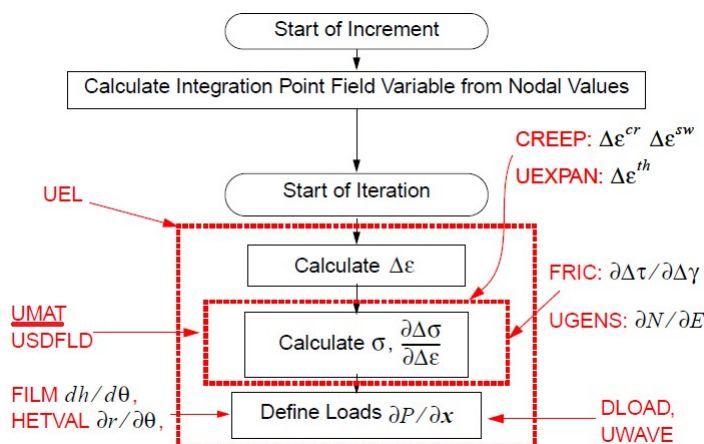 Start of Increment
Calculate Integration Point Field Variable from Nodal Values
CREEP: Δε^cr Δε^sw
UEXPAN: Δε^th
Start of Iteration
UEL
Calculate Δε
FRIC: ∂Δτ/∂Δγ
UGENS: ∂N/∂E
UMAT
USDFLD
Calculate σ, ∂Δσ/∂Δε
FILM dh/dθ,
HETVAL ∂r/∂θ,
Define Loads ∂P/∂x
DLOAD,
UWAVE